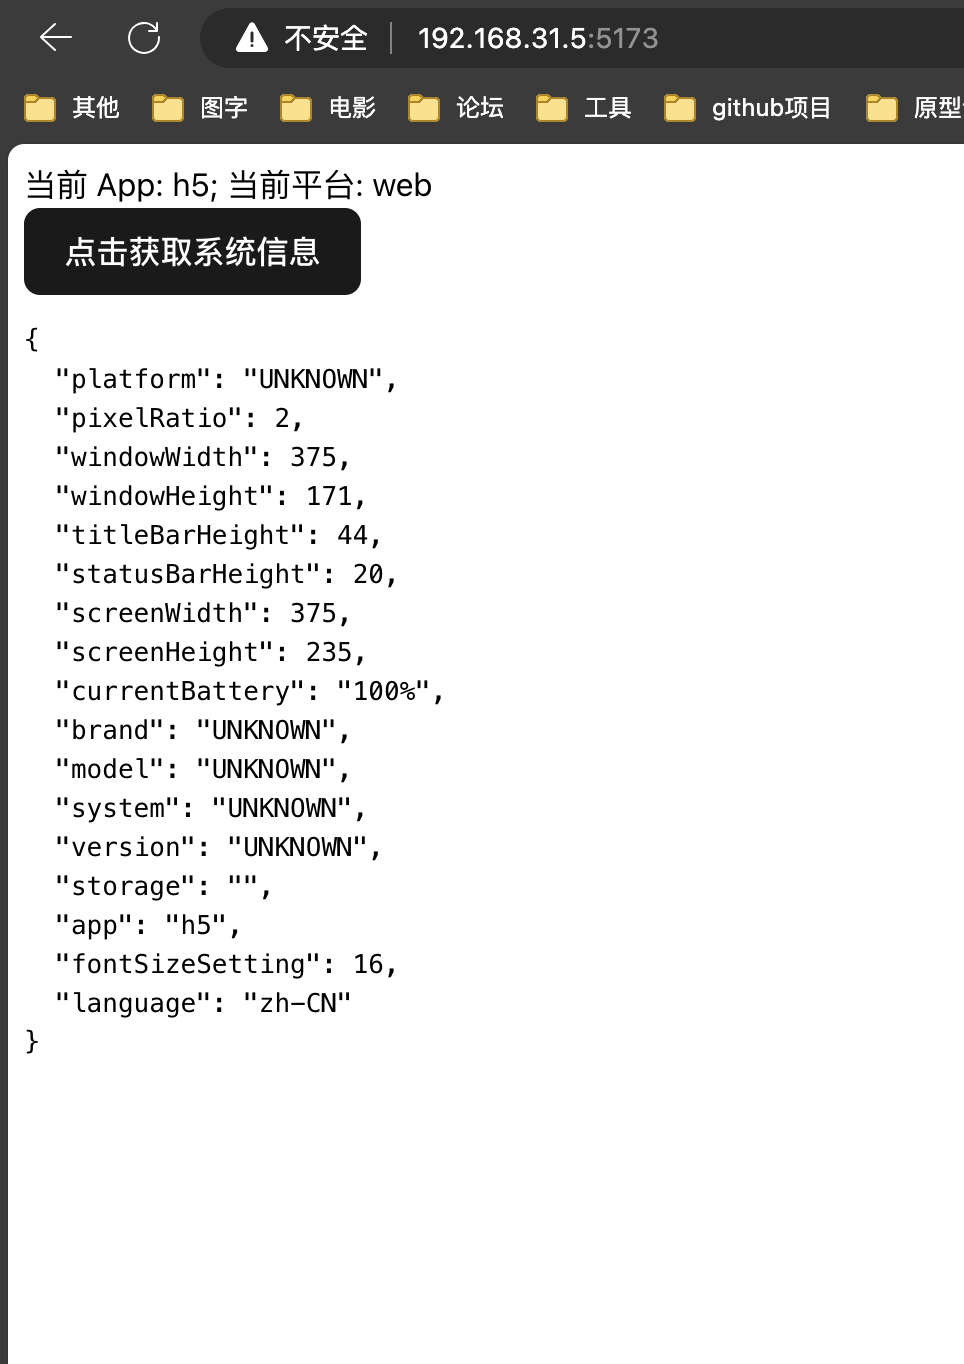 不安全 192.168.31.5:5173
其他 图字 电影 论坛 工具 github项目 原型
当前 App: h5; 当前平台: web
点击获取系统信息
{
  "platform": "UNKNOWN",
  "pixelRatio": 2,
  "windowWidth": 375,
  "windowHeight": 171,
  "titleBarHeight": 44,
  "statusBarHeight": 20,
  "screenWidth": 375,
  "screenHeight": 235,
  "currentBattery": "100%",
  "brand": "UNKNOWN",
  "model": "UNKNOWN",
  "system": "UNKNOWN",
  "version": "UNKNOWN",
  "storage": "",
  "app": "h5",
  "fontSizeSetting": 16,
  "language": "zh-CN"
}